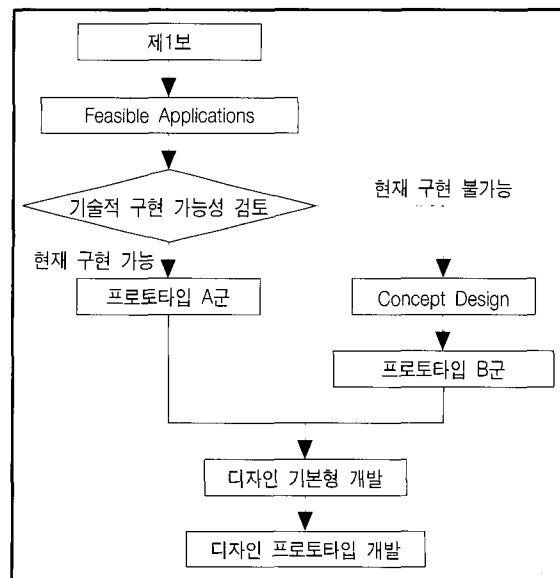 제1보
Feasible Applications
기술적 구현 가능성 검토
현재 구현 불가능
현재 구현 가능
프로토타입 A군
Concept Design
프로토타입 B군
디자인 기본형 개발
디자인 프로토타입 개발